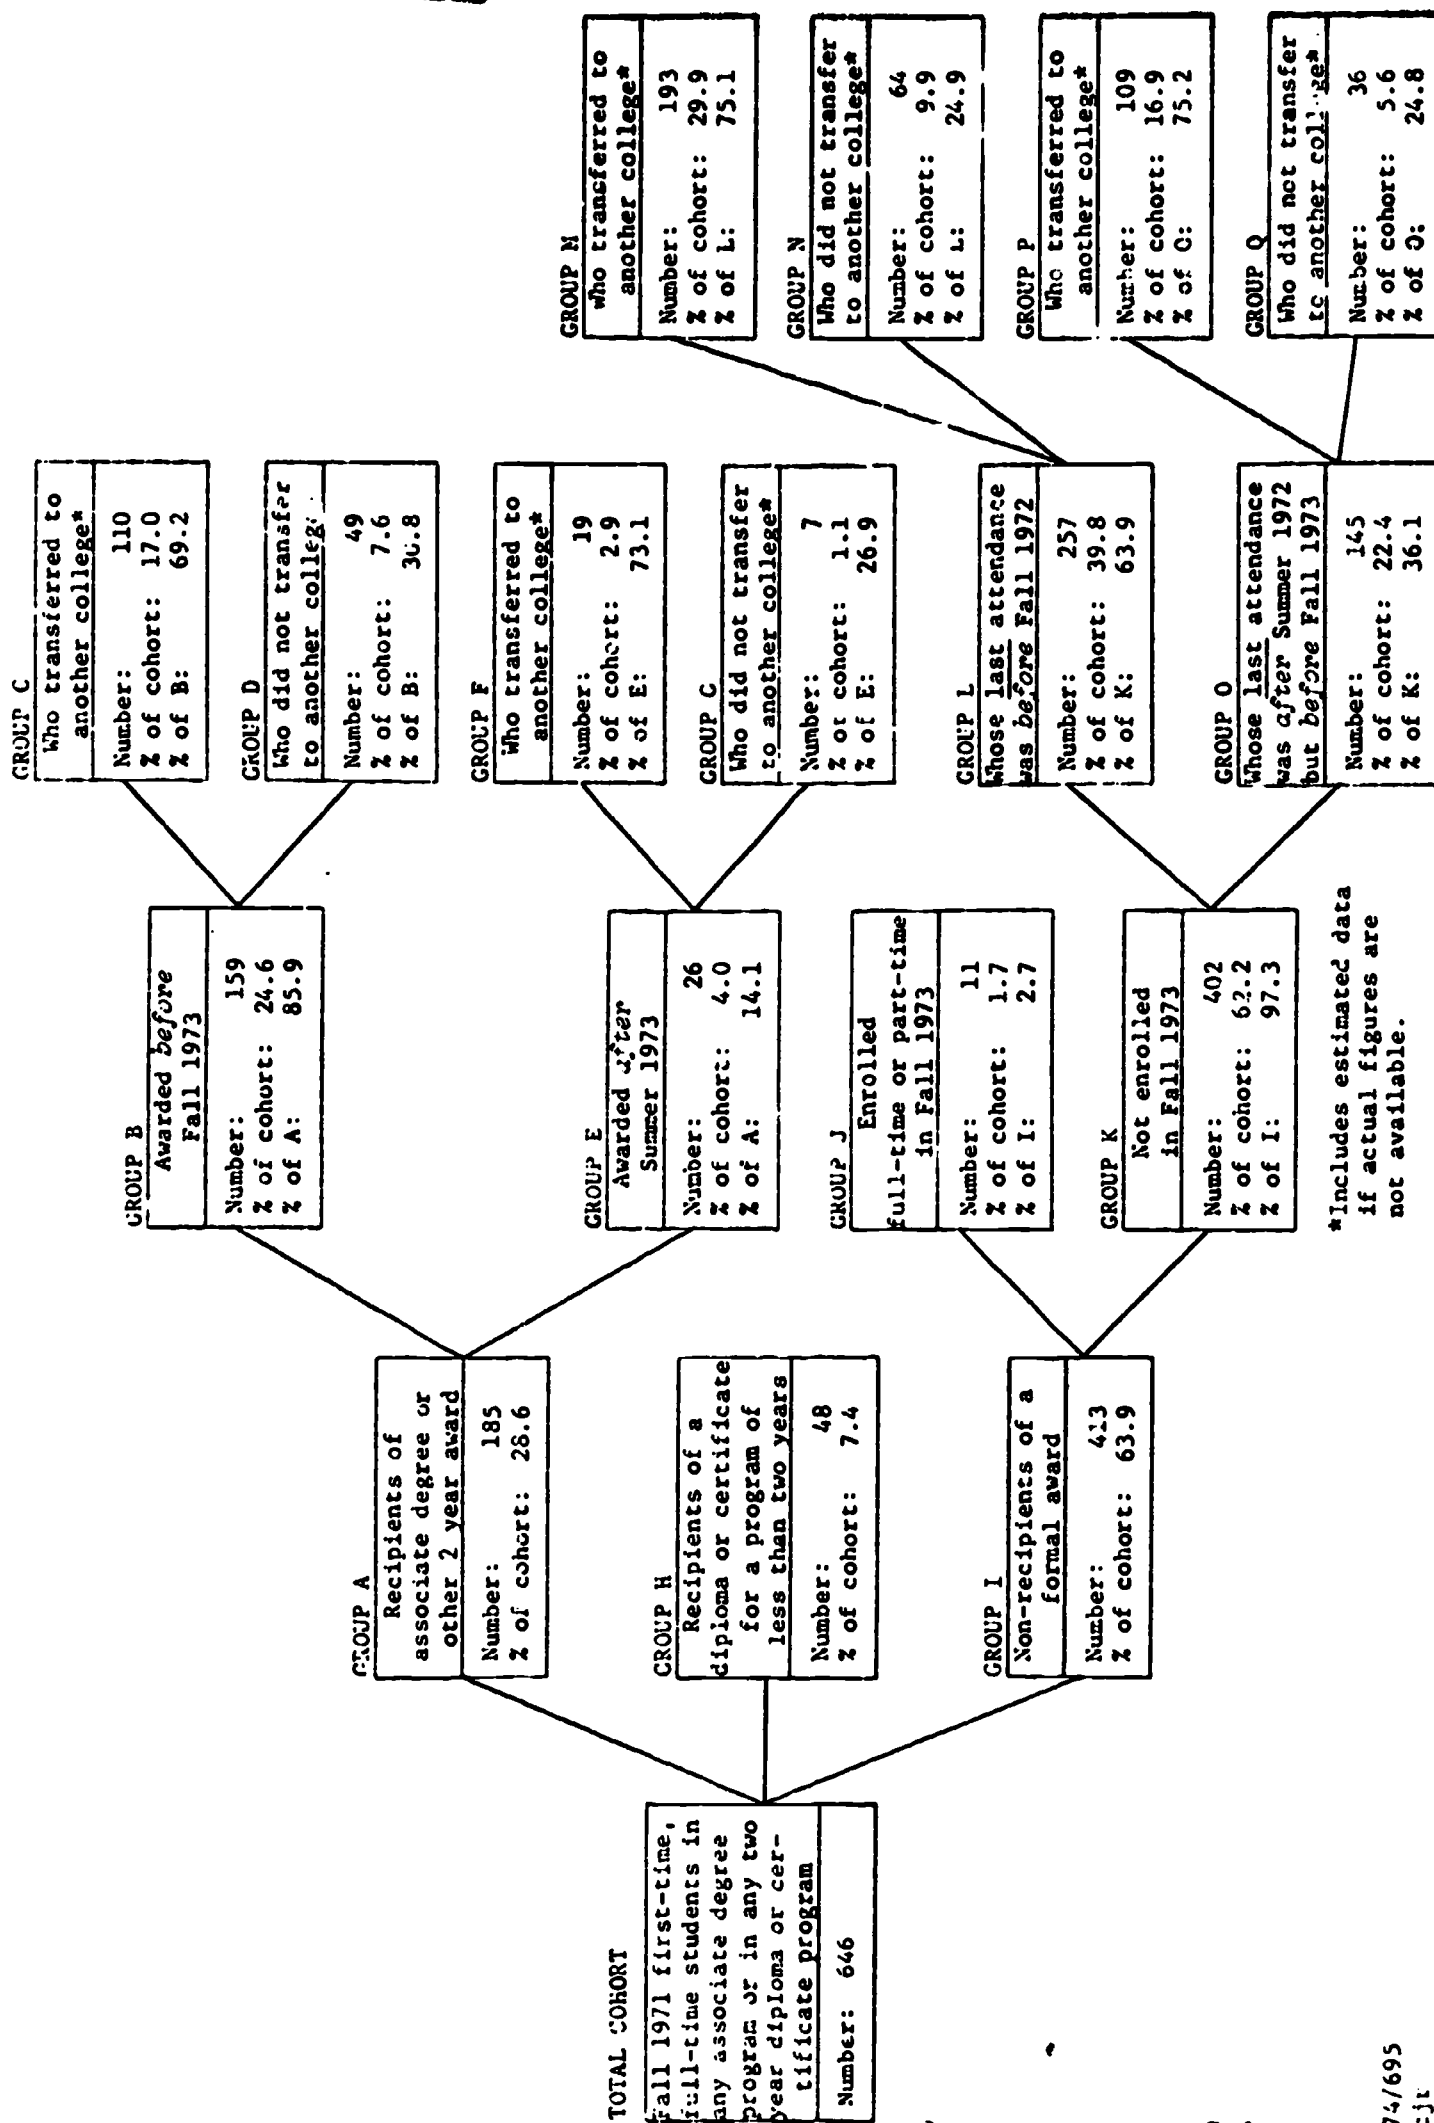 TOTAL COHORT
Fall 1971 first-time,
full-time students in
any associate degree
program or in any two
year diploma or cer-
tificate program
Number: 646
GROUP A
Recipients of
associate degree or
other 2 year award
Number: 185
% of cohort: 28.6
GROUP H
Recipients of a
diploma or certificate
for a program of
less than two years
Number: 48
% of cohort: 7.4
GROUP I
Non-recipients of a
formal award
Number: 413
% of cohort: 63.9
GROUP B
Awarded before
Fall 1973
Number: 159
% of cohort: 24.6
% of A: 85.9
GROUP E
Awarded after
Summer 1973
Number: 26
% of cohort: 4.0
% of A: 14.1
GROUP J
Enrolled
full-time or part-time
in Fall 1973
Number: 11
% of cohort: 1.7
% of I: 2.7
GROUP K
Not enrolled
in Fall 1973
Number: 402
% of cohort: 62.2
% of I: 97.3
*Includes estimated data
if actual figures are
not available.
GROUP C
Who transferred to
another college*
Number: 110
% of cohort: 17.0
% of B: 69.2
GROUP D
Who did not transfer
to another college
Number: 49
% of cohort: 7.6
% of B: 30.8
GROUP F
Who transferred to
another college*
Number: 19
% of cohort: 2.9
% of E: 73.1
GROUP G
Who did not transfer
to another college*
Number: 7
% of cohort: 1.1
% of E: 26.9
GROUP L
Whose last attendance
was before Fall 1972
Number: 257
% of cohort: 39.8
% of K: 63.9
GROUP O
Whose last attendance
was after Summer 1972
but before Fall 1973
Number: 145
% of cohort: 22.4
% of K: 36.1
GROUP M
Who transferred to
another college*
Number: 193
% of cohort: 29.9
% of L: 75.1
GROUP N
Who did not transfer
to another college*
Number: 64
% of cohort: 9.9
% of L: 24.9
GROUP P
Who transferred to
another college*
Number: 109
% of cohort: 16.9
% of O: 75.2
GROUP Q
Who did not transfer
to another college*
Number: 36
% of cohort: 5.6
% of O: 24.8
74/695
:jr